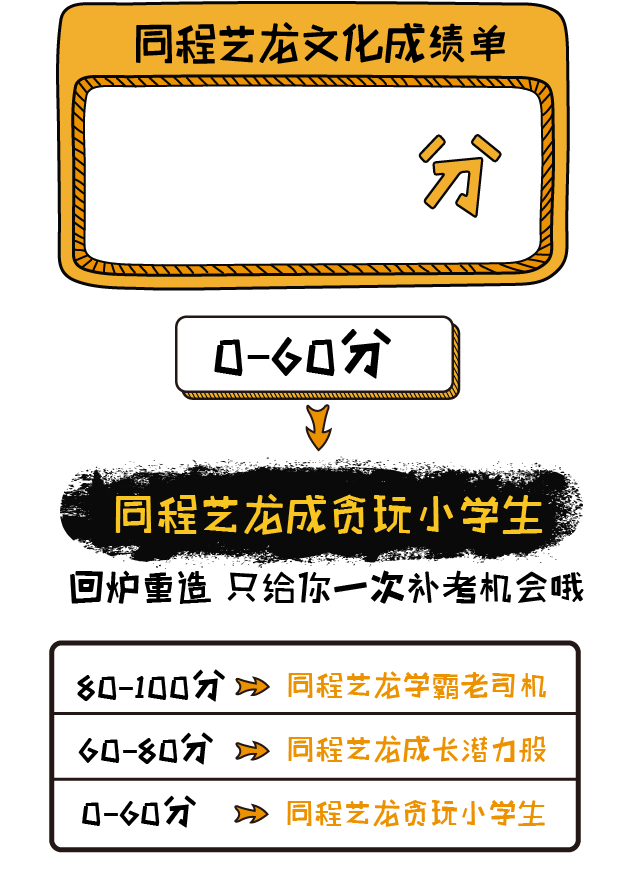 同程艺龙文化成绩单
分
0-60分
同程艺龙成贪玩小学生
回炉重造 只给你一次补考机会哦
80-100分 同程艺龙学霸老司机
60-80分 同程艺龙成长潜力股
0-60分 同程艺龙贪玩小学生